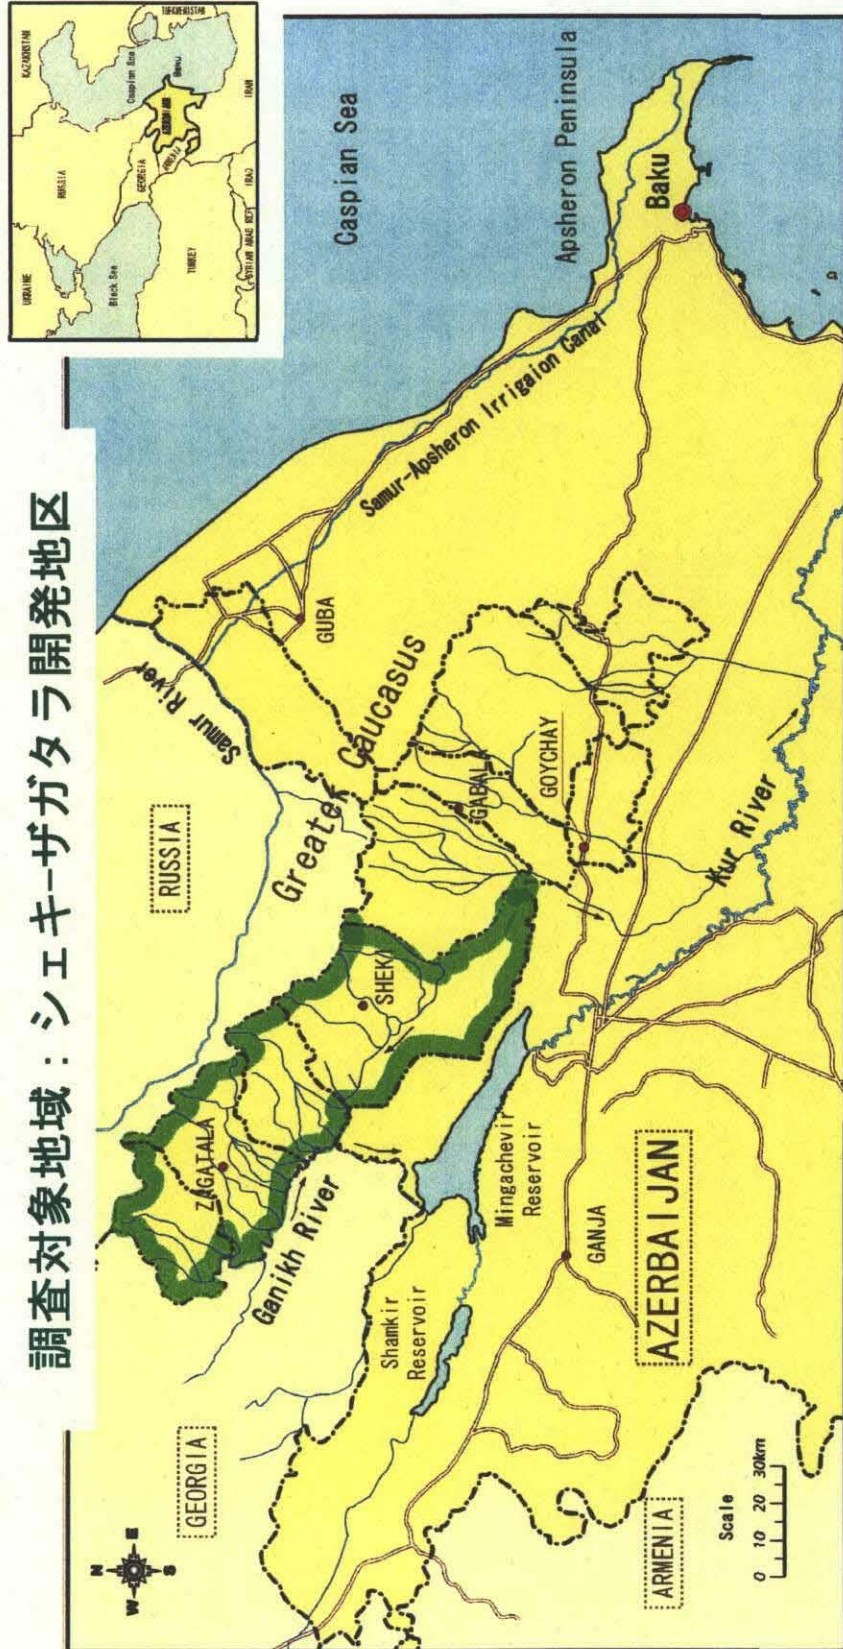 調査対象地域：シェキ-ザガタラ開発地区
KAZAKHSTAN
UKRAINE
RUSSIA
Caspian Sea
Black Sea
GEORGIA
Baku
TURKEY
IRAN
IRAQ
N
W
E
S
GEORGIA
RUSSIA
Samur River
Caspian Sea
ZAGATALA
Greater Caucasus
GUBA
Samur-Apsheron Irrigaion Canal
Apsheron Peninsula
Baku
SHEKI
GABALA
Ganikh River
GOYCHAY
Shamkir
Reservoir
Mingachevir
Reservoir
Kur River
GANJA
AZERBAIJAN
ARMENIA
Scale
0 10 20 30km